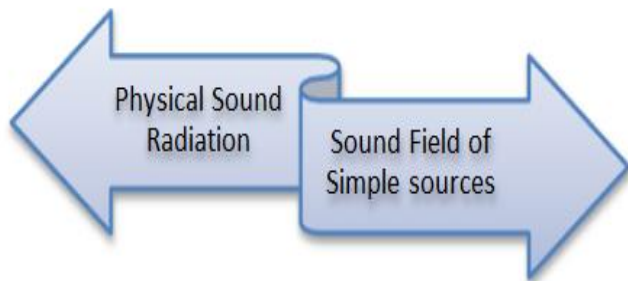 Physical Sound
Radiation
Sound Field of
Simple sources